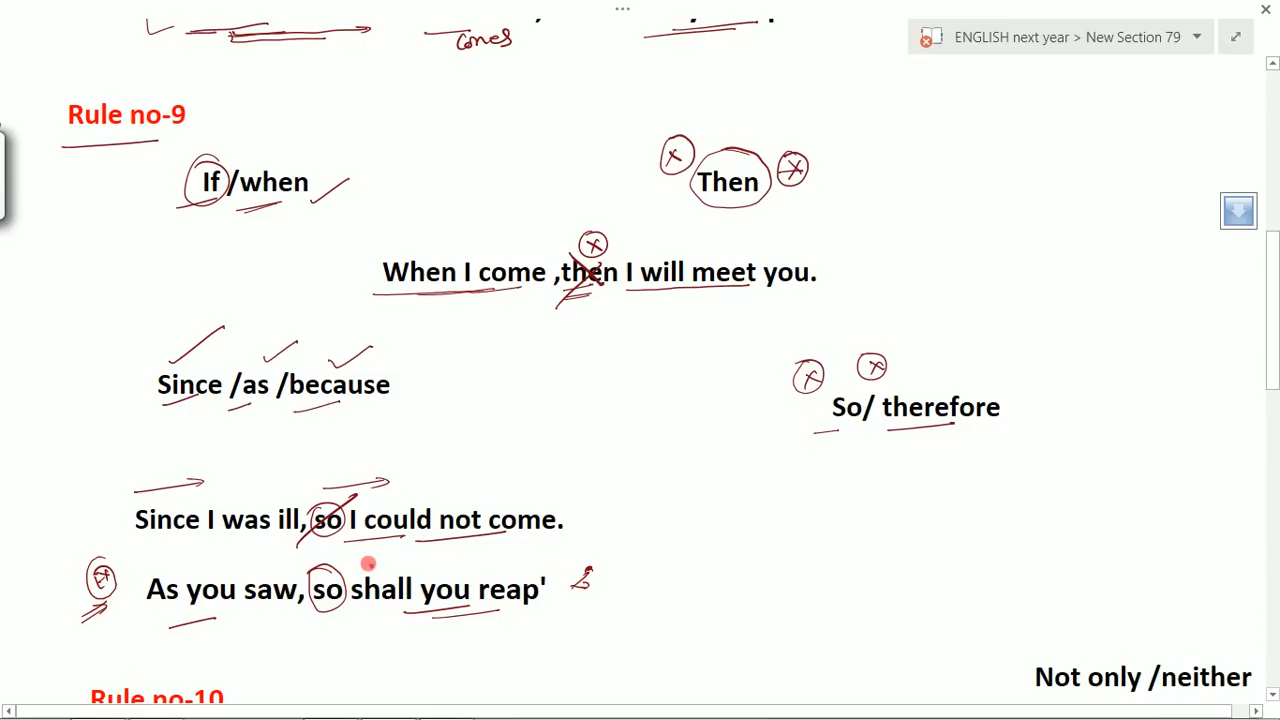 cones
ENGLISH next year > New Section 79
Rule no-9
If /when
Then
When I come ,then I will meet you.
Since /as /because
So/ therefore
Since I was ill, so I could not come.
As you saw, so shall you reap'
Not only /neither
Rule no-10